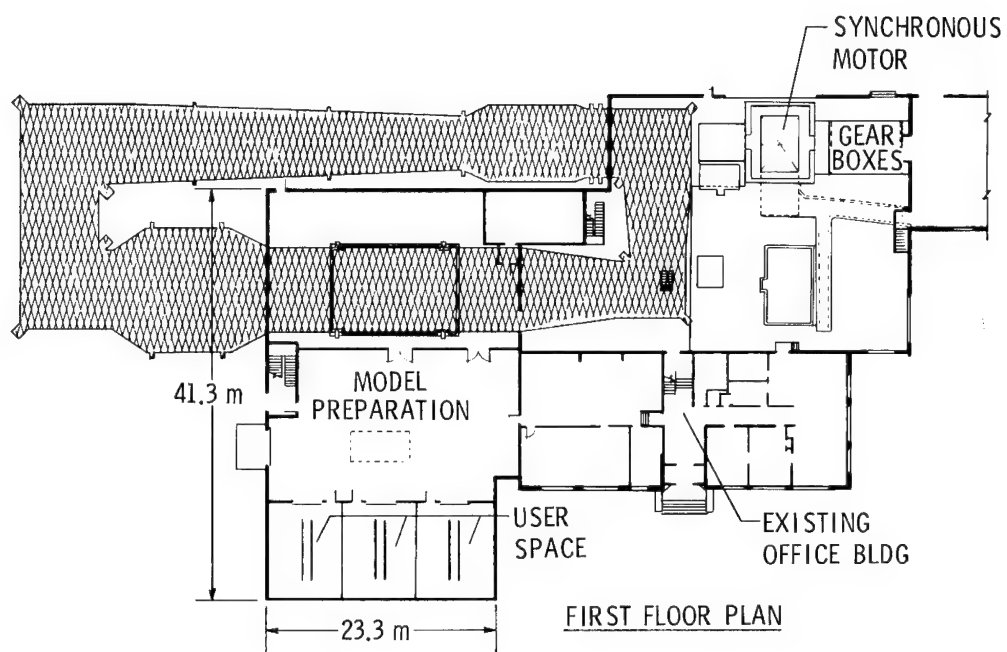 SYNCHRONOUS
MOTOR
GEAR
BOXES
41.3 m
MODEL
PREPARATION
USER
SPACE
EXISTING
OFFICE BLDG
23.3 m
FIRST FLOOR PLAN